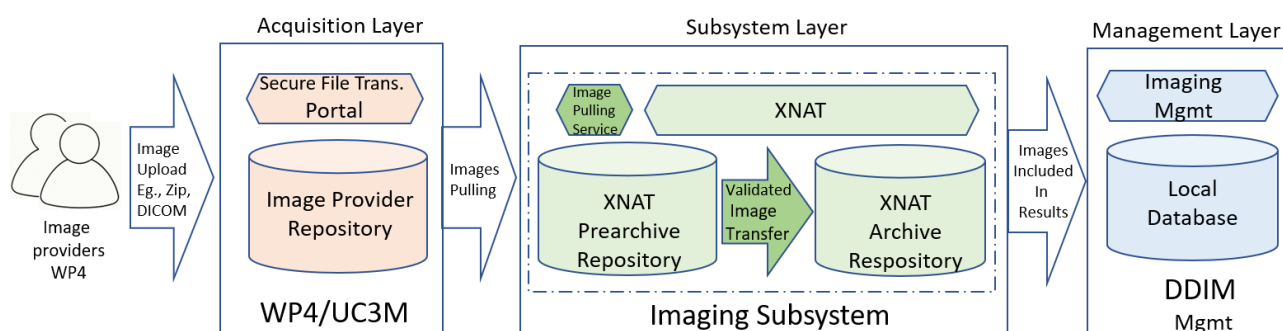 Acquisition Layer
Subsystem Layer
Management Layer
Image
providers
WP4
Image
Upload
Eg., Zip,
DICOM
Secure File Trans.
Portal
Image Provider
Repository
WP4/UC3M
Images
Pulling
Image
Pulling
Service
XNAT
XNAT
Prearchive
Repository
Validated
Image
Transfer
XNAT
Archive
Respository
Imaging Subsystem
Images
Included
In
Results
Imaging
Mgmt
Local
Database
DDIM
Mgmt